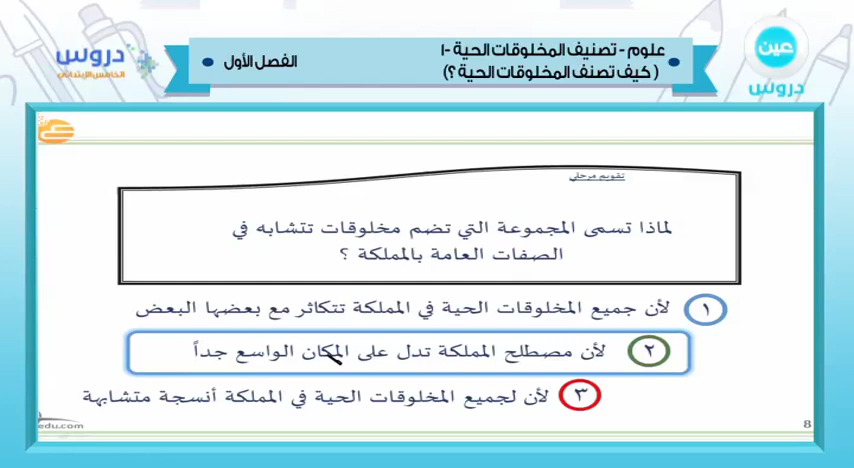 علوم - تصنيف المخلوقات الحية -١
( كيف تصنف المخلوقات الحية ؟)
الفصل الأول
عين
دروس
دروس
الخامس الإبتدائي
تقويم مرحلي
لماذا تسمى المجموعة التي تضم مخلوقات تتشابه في
الصفات العامة بالمملكة ؟
١ لأن جميع المخلوقات الحية في المملكة تتكاثر مع بعضها البعض
٢ لأن مصطلح المملكة تدل على المكان الواسع جداً
٣ لأن لجميع المخلوقات الحية في المملكة أنسجة متشابهة
edu.com
8